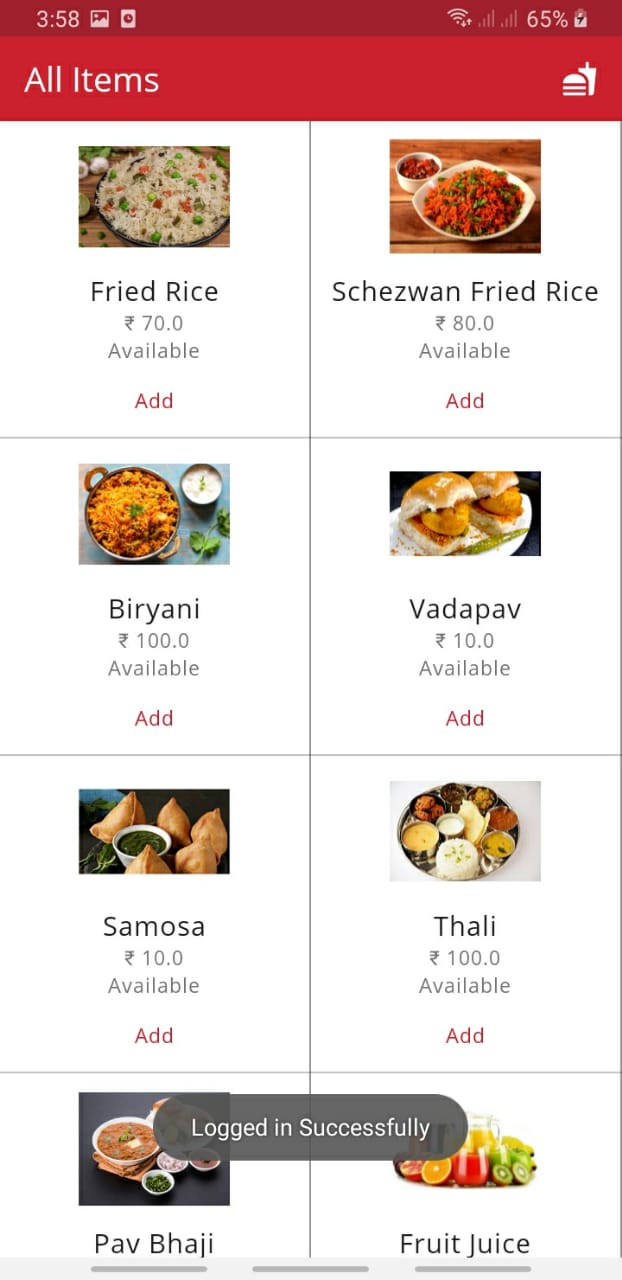 3:58 65%
All Items
Fried Rice
₹ 70.0
Available
Add
Schezwan Fried Rice
₹ 80.0
Available
Add
Biryani
₹ 100.0
Available
Add
Vadapav
₹ 10.0
Available
Add
Samosa
₹ 10.0
Available
Add
Thali
₹ 100.0
Available
Add
Logged in Successfully
Pav Bhaji
Fruit Juice